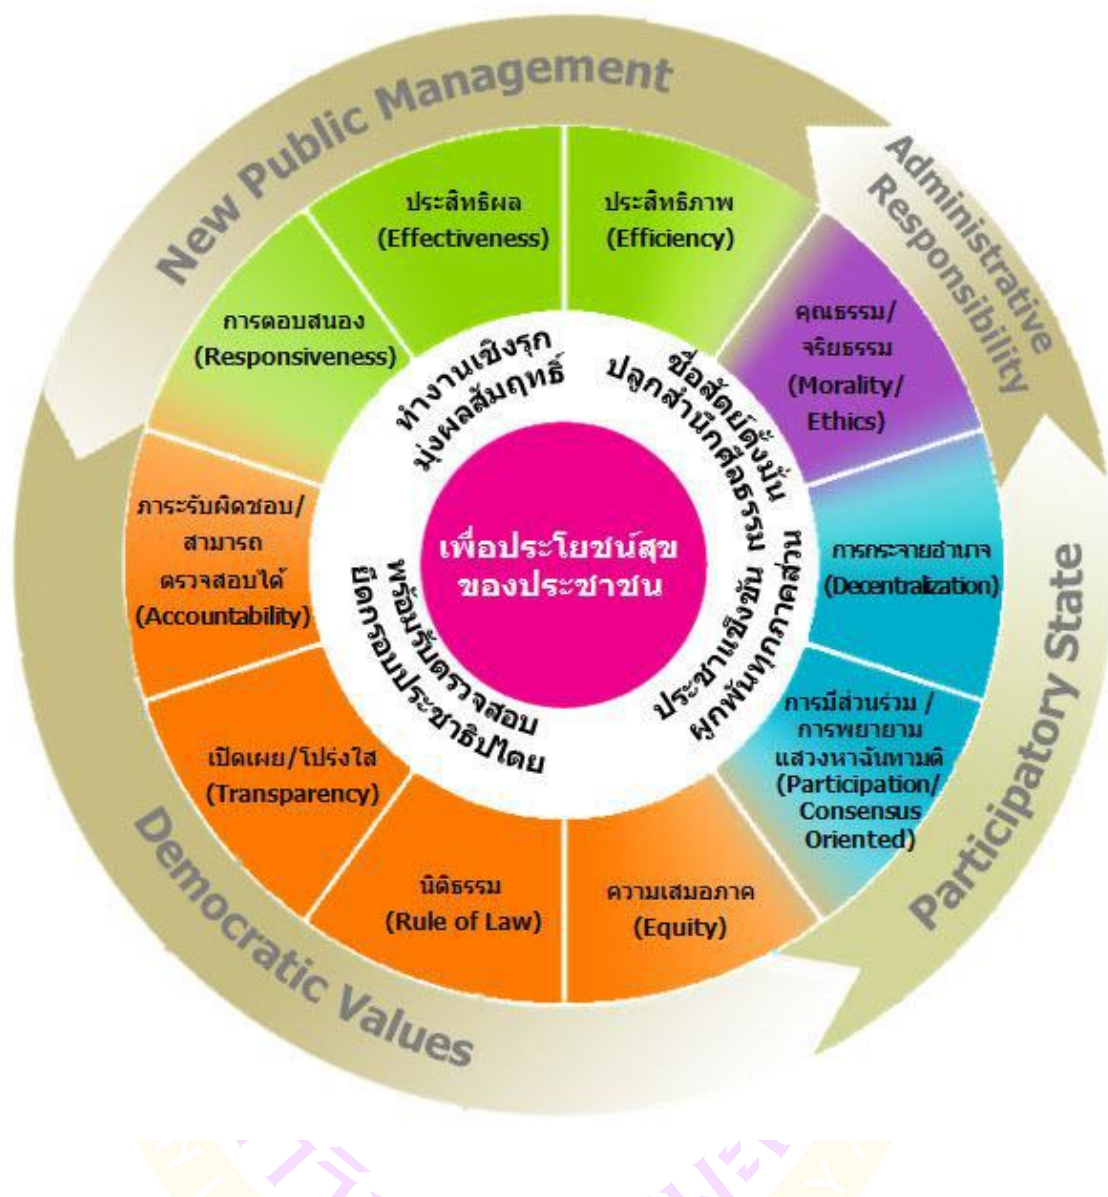 New Public Management
Administrative
Responsibility
Participatory State
Democratic Values
ประสิทธิภาพ
(Efficiency)
คุณธรรม/
จริยธรรม
(Morality/
Ethics)
การกระจายอำนาจ
(Decentralization)
การมีส่วนร่วม /
การพยายาม
แสวงหาฉันทามติ
(Participation/
Consensus
Oriented)
ความเสมอภาค
(Equity)
นิติธรรม
(Rule of Law)
เปิดเผย/โปร่งใส
(Transparency)
ภาระรับผิดชอบ/
สามารถ
ตรวจสอบได้
(Accountability)
การตอบสนอง
(Responsiveness)
ประสิทธิผล
(Effectiveness)
ทำงานเชิงรุก
มุ่งผลสัมฤทธิ์
ซื่อสัตย์ตั้งมั่น
ปลูกสำนึกศีลธรรม
ประชาแข็งขัน
ผูกพันทุกภาคส่วน
พร้อมรับตรวจสอบ
ยึดกรอบประชาธิปไตย
เพื่อประโยชน์สุข
ของประชาชน